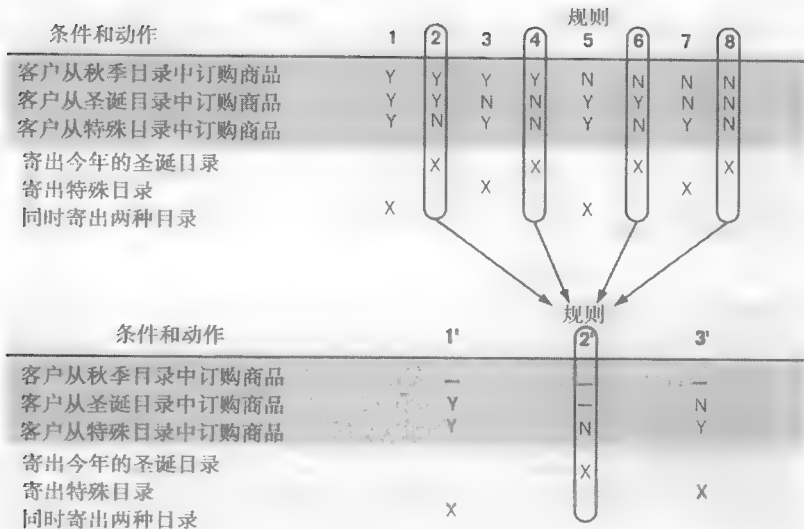 规则
条件和动作 1 2 3 4 5 6 7 8
客户从秋季目录中订购商品 Y Y Y Y N N N N
客户从圣诞目录中订购商品 Y Y N N Y Y N N
客户从特殊目录中订购商品 Y N Y N Y N Y N
寄出今年的圣诞目录 X X X X
寄出特殊目录 X X
同时寄出两种目录 X X
规则
条件和动作 1' 2' 3'
客户从秋季目录中订购商品 — — —
客户从圣诞目录中订购商品 Y — N
客户从特殊目录中订购商品 Y N Y
寄出今年的圣诞目录 X
寄出特殊目录 X
同时寄出两种目录 X